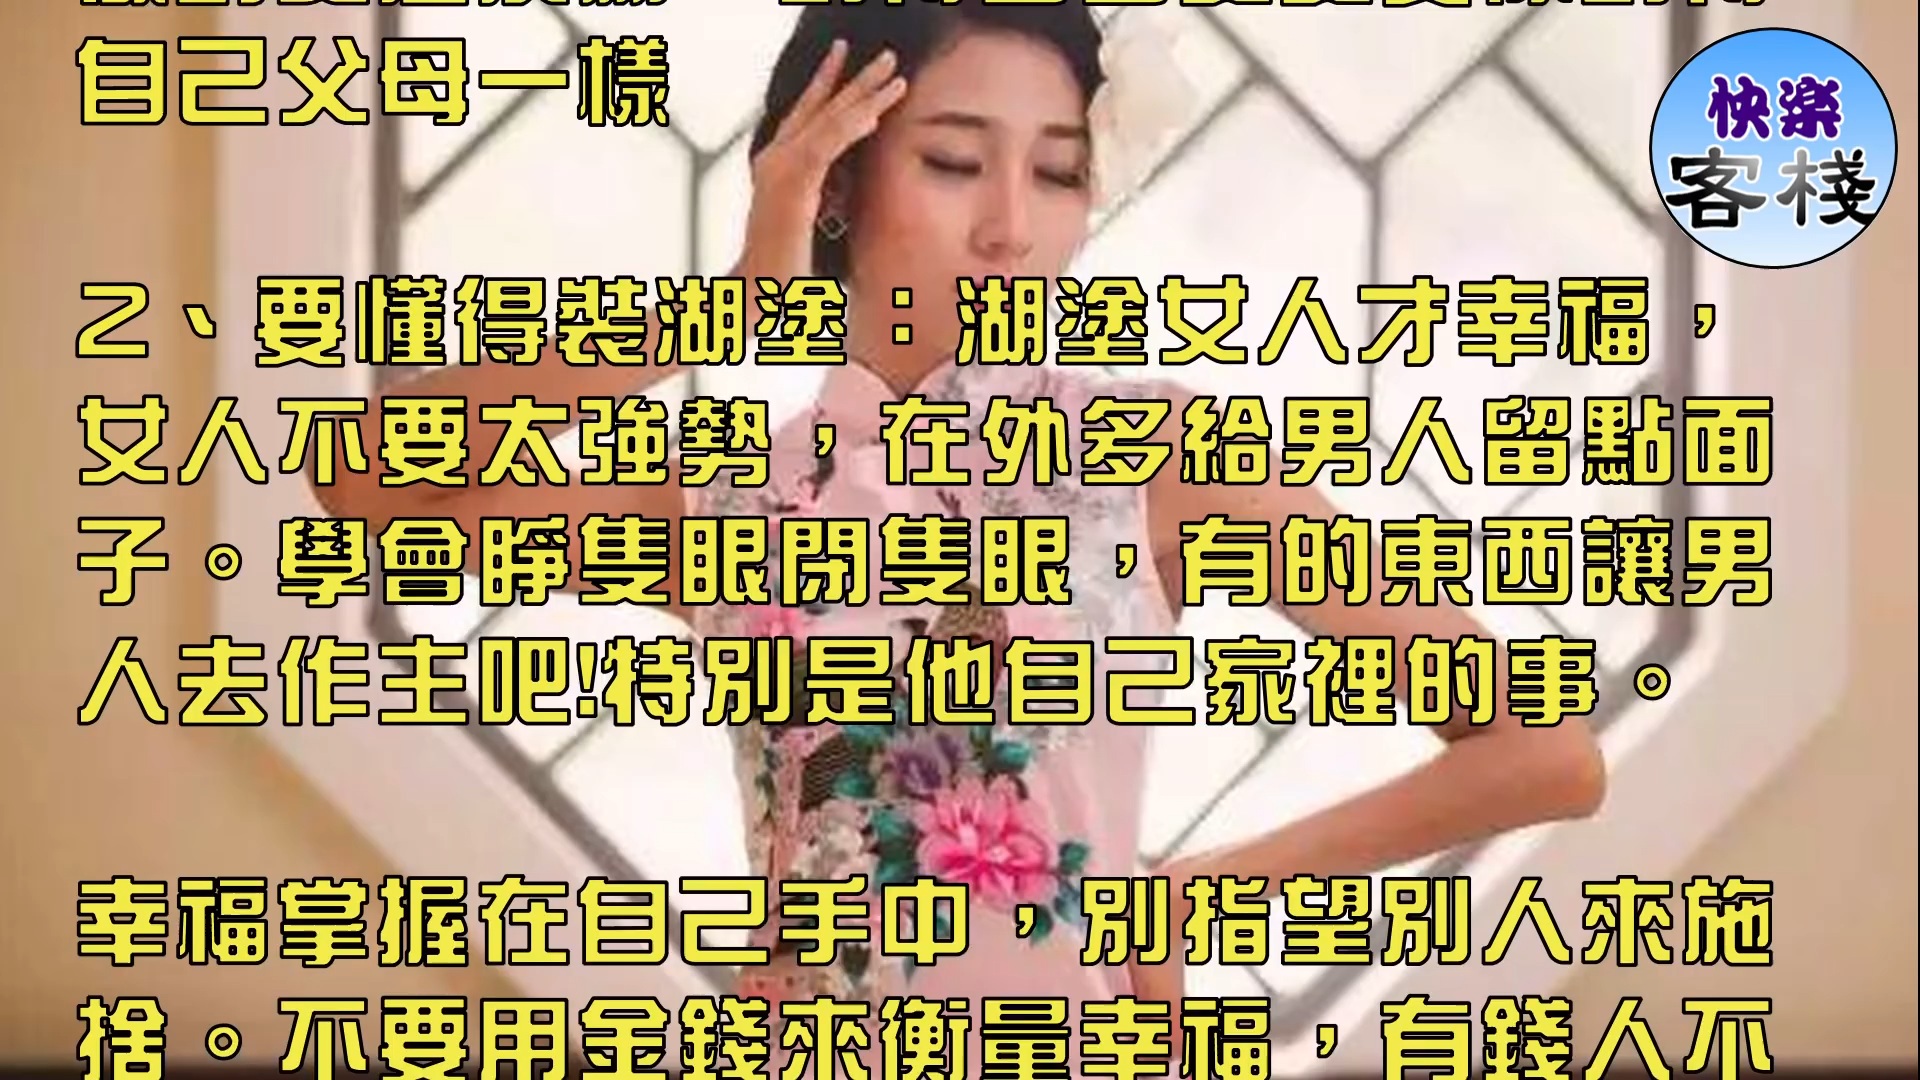 自己父母一樣
快樂
客棧
2、要懂得裝湖塗：湖塗女人才幸福，
女人不要太強勢，在外多給男人留點面
子。學會睜隻眼閉隻眼，有的東西讓男
人去作主吧!特別是他自己家裡的事。
幸福掌握在自己手中，別指望別人來施
捨。不要用金錢來衡量幸福，有錢人不